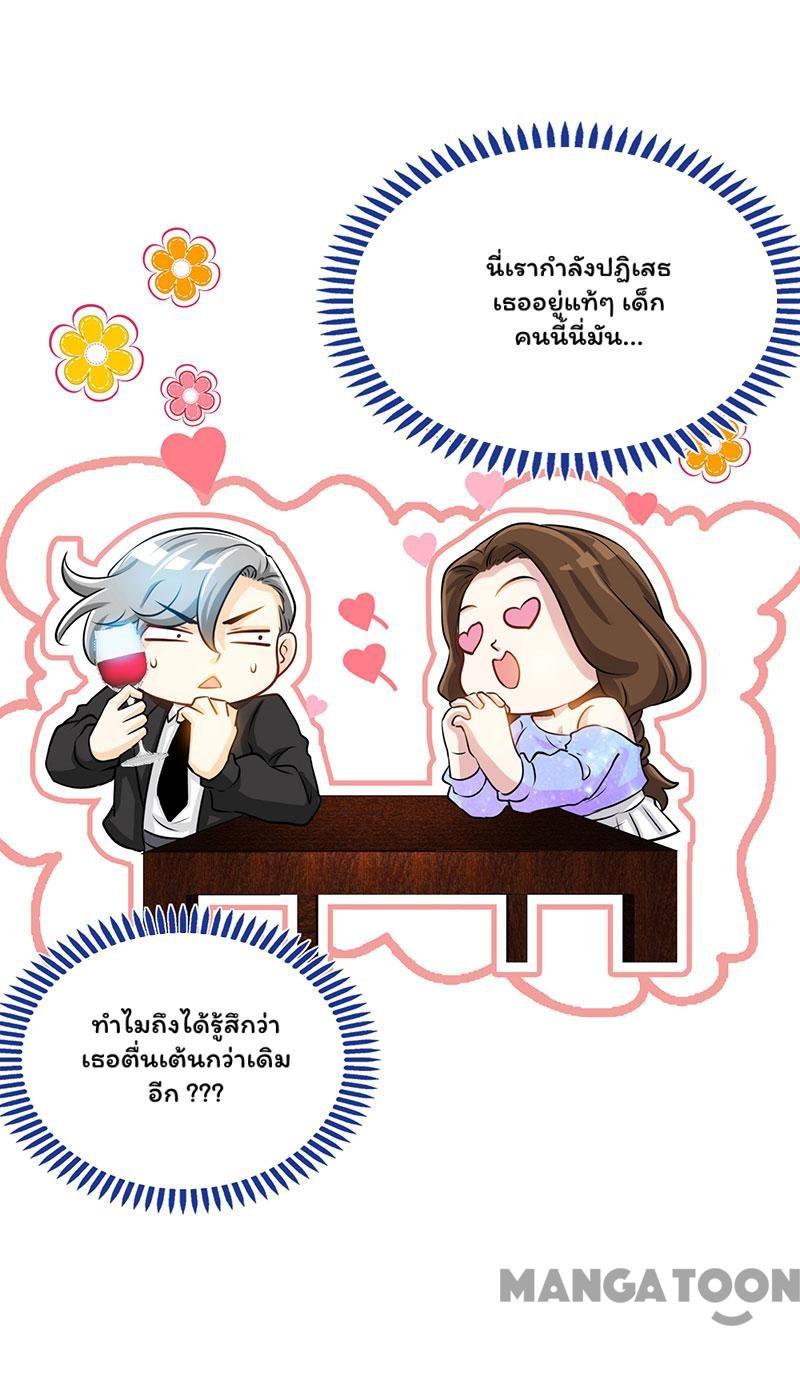 นี่เรากำลังปฏิเสธ
เธออยู่แท้ๆ เด็ก
คนนี้นี่มัน...
ทำไมถึงได้รู้สึกว่า
เธอตื่นเต้นกว่าเดิม
อีก ???
MANGATOON